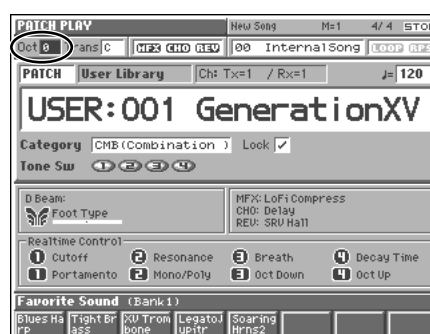 PATCH PLAY New Song M=1 4/ 4 STO
Oct 0 Trans C MFX CHO REV 00 InternalSong LOOP RPS
PATCH User Library Ch: Tx=1 / Rx=1 ♩= 120
USER:001 GenerationXV
Category CMB(Combination ) Lock ✓
Tone Sw 1 2 3 4
D Beam: MFX: LoFi Compress
Foot Type CHO: Delay
REV: SRV Hall
Realtime Control
1 Cutoff 2 Resonance 3 Breath 4 Decay Time
1 Portamento 2 Mono/Poly 3 Oct Down 4 Oct Up
Favorite Sound (Bank1)
Blues Ha Tight Br XV Trom LegatoJ Soaring
rp ass bone upitr Hrns2